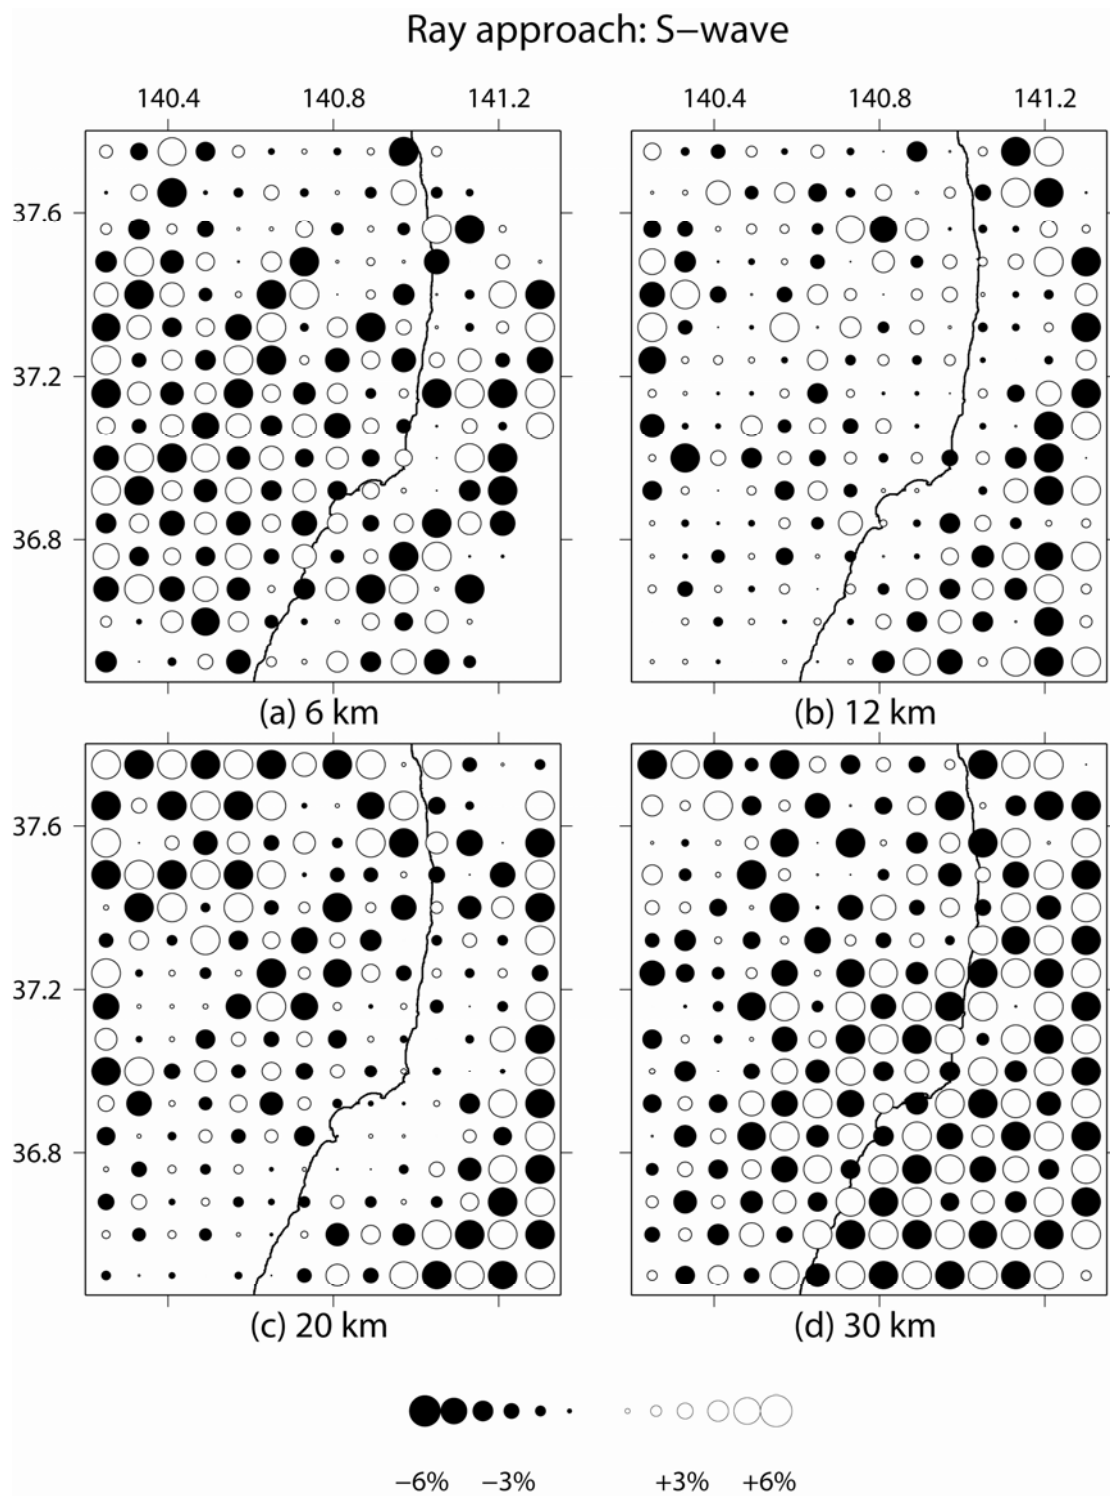 Ray approach: S−wave
140.4 140.8 141.2 140.4 140.8 141.2
37.6
37.2
36.8
(a) 6 km (b) 12 km
37.6
37.2
36.8
(c) 20 km (d) 30 km
−6% −3% +3% +6%